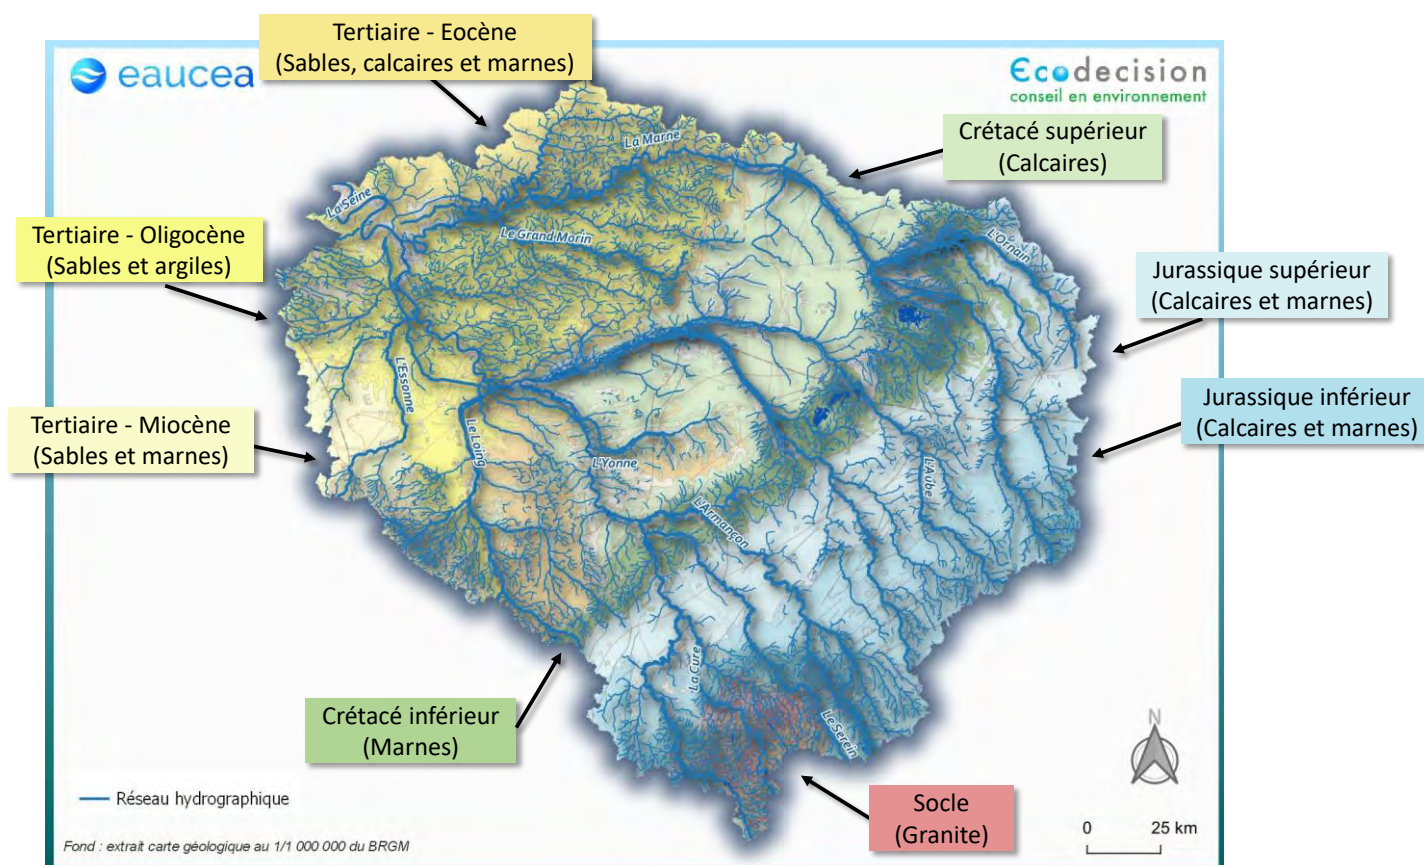 Tertiaire - Eocène
(Sables, calcaires et marnes)
eaucea
Ecodecision
conseil en environnement
Crétacé supérieur
(Calcaires)
La Marne
La Seine
Tertiaire - Oligocène
(Sables et argiles)
Le Grand Morin
L'Ornain
Jurassique supérieur
(Calcaires et marnes)
L'Essonne
Jurassique inférieur
(Calcaires et marnes)
Tertiaire - Miocène
(Sables et marnes)
Le Loing
L'Yonne
L'Aube
L'Armançon
La Cure
Le Serein
Crétacé inférieur
(Marnes)
N
Réseau hydrographique
Socle
(Granite)
0 25 km
Fond : extrait carte géologique au 1/1 000 000 du BRGM